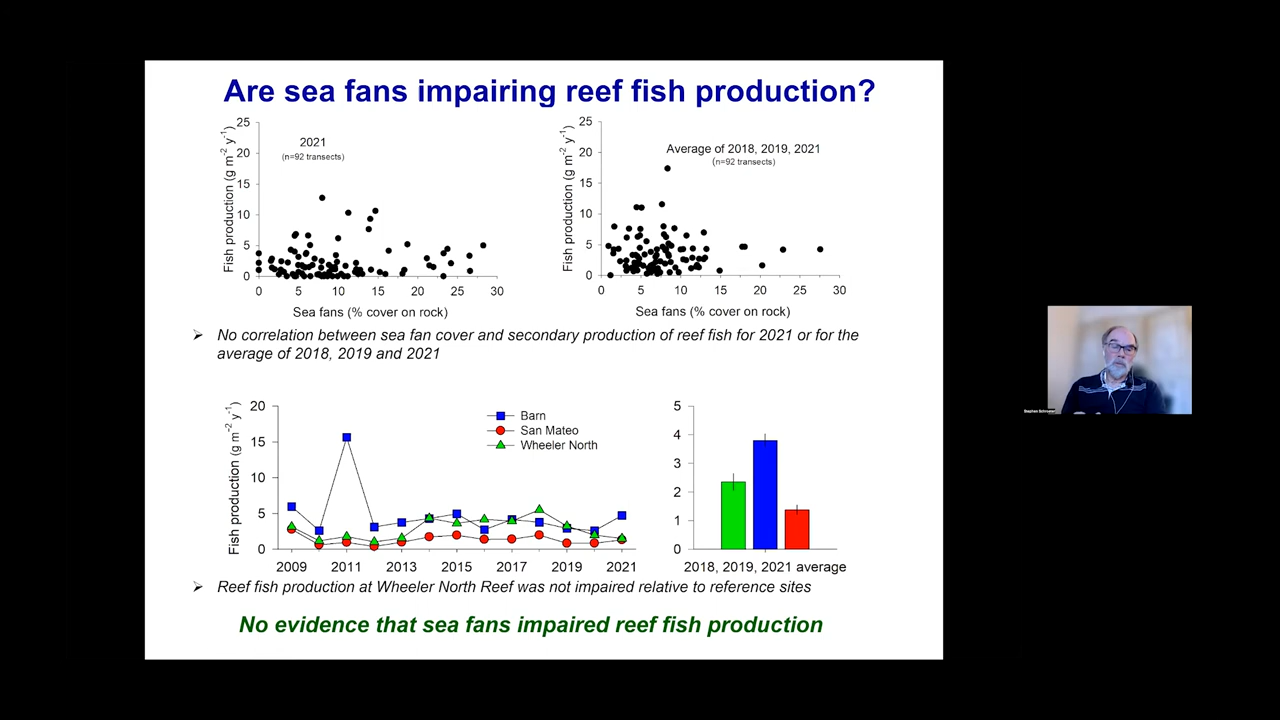 Are sea fans impairing reef fish production?
Fish production (g m⁻² y⁻¹)
25
20
15
10
5
0
2021
(n=92 transects)
0 5 10 15 20 25 30
Sea fans (% cover on rock)
Fish production (g m⁻² y⁻¹)
25
20
15
10
5
0
Average of 2018, 2019, 2021
(n=92 transects)
0 5 10 15 20 25 30
Sea fans (% cover on rock)
➢ No correlation between sea fan cover and secondary production of reef fish for 2021 or for the
average of 2018, 2019 and 2021
Fish production (g m⁻² y⁻¹)
20
15
10
5
0
Barn
San Mateo
Wheeler North
2009 2011 2013 2015 2017 2019 2021
5
4
3
2
1
0
2018, 2019, 2021 average
➢ Reef fish production at Wheeler North Reef was not impaired relative to reference sites
No evidence that sea fans impaired reef fish production
Stephen Schroeter